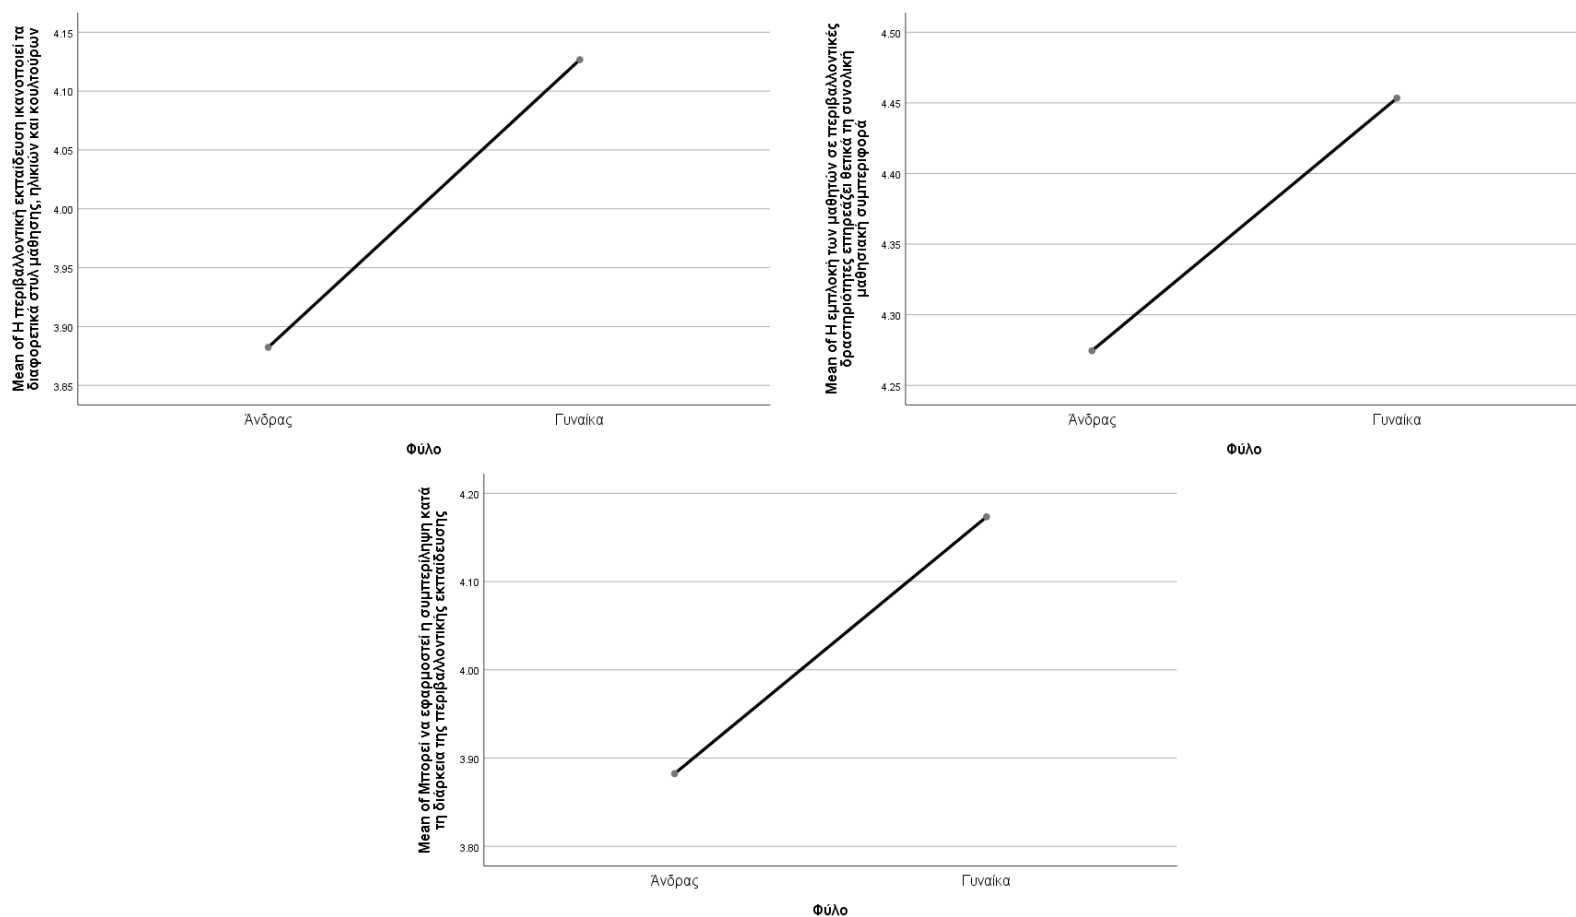 Mean of Η περιβαλλοντική εκπαίδευση ικανοποιεί τα
διαφορετικά στυλ μάθησης, ηλικιών και κουλτούρων
4.15
4.10
4.05
4.00
3.95
3.90
3.85
Άνδρας
Γυναίκα
Φύλο
Mean of Η εμπλοκή των μαθητών σε περιβαλλοντικές
δραστηριότητες επηρεάζει θετικά τη συνολική
μαθησιακή συμπεριφορά
4.50
4.45
4.40
4.35
4.30
4.25
Άνδρας
Γυναίκα
Φύλο
Mean of Μπορεί να εφαρμοστεί η συμπερίληψη κατά
τη διάρκεια της περιβαλλοντικής εκπαίδευσης
4.20
4.10
4.00
3.90
3.80
Άνδρας
Γυναίκα
Φύλο